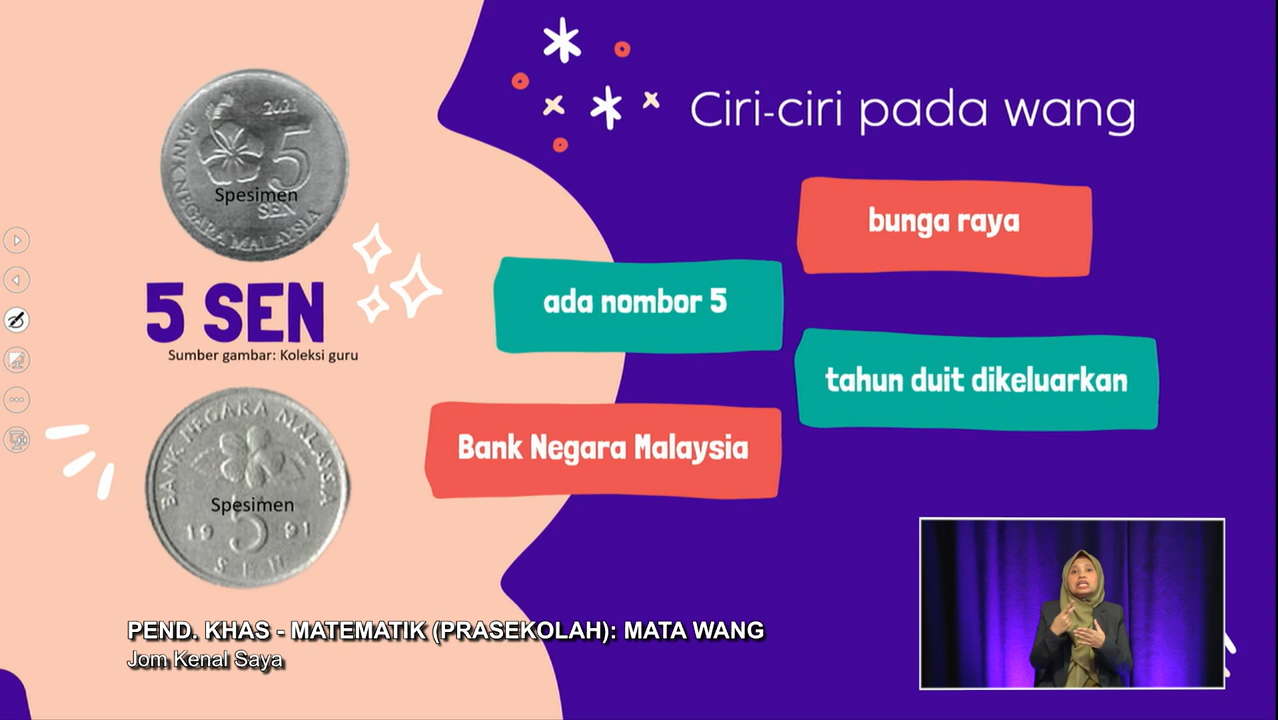 Ciri-ciri pada wang
2021
5
SEN
BANK NEGARA MALAYSIA
Spesimen
5 SEN
Sumber gambar: Koleksi guru
bunga raya
ada nombor 5
tahun duit dikeluarkan
Bank Negara Malaysia
BANK NEGARA MALAYSIA
Spesimen
19 91
5
SEN
PEND. KHAS - MATEMATIK (PRASEKOLAH): MATA WANG
Jom Kenal Saya